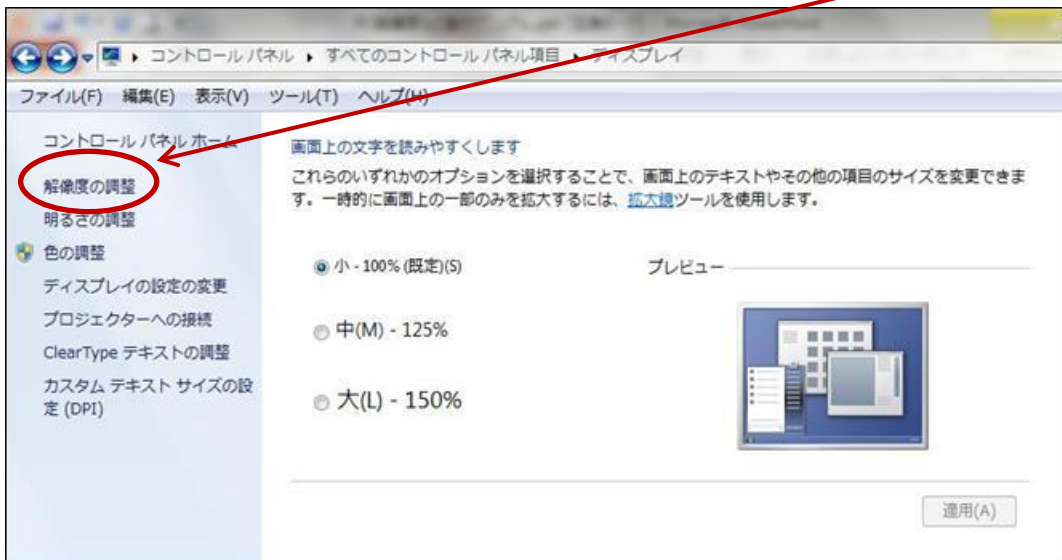 コントロール パネル ▸ すべてのコントロール パネル項目 ▸ ディスプレイ
ファイル(F) 編集(E) 表示(V) ツール(T) ヘルプ(H)
コントロール パネル ホーム
解像度の調整
明るさの調整
色の調整
ディスプレイの設定の変更
プロジェクターへの接続
ClearType テキストの調整
カスタム テキスト サイズの設
定 (DPI)
画面上の文字を読みやすくします
これらのいずれかのオプションを選択することで、画面上のテキストやその他の項目のサイズを変更できま
す。一時的に画面上の一部のみを拡大するには、拡大鏡ツールを使用します。
小 - 100% (既定)(S)
プレビュー
中(M) - 125%
大(L) - 150%
適用(A)